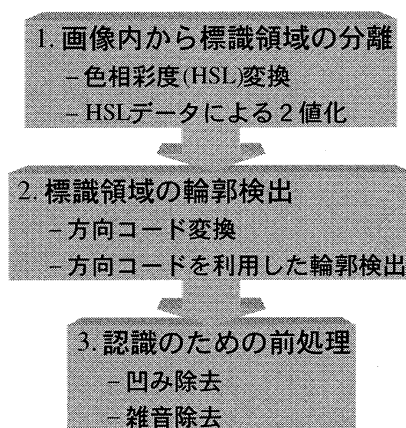 1. 画像内から標識領域の分離
– 色相彩度(HSL)変換
– HSLデータによる２値化
2. 標識領域の輪郭検出
– 方向コード変換
– 方向コードを利用した輪郭検出
3. 認識のための前処理
– 凹み除去
– 雑音除去